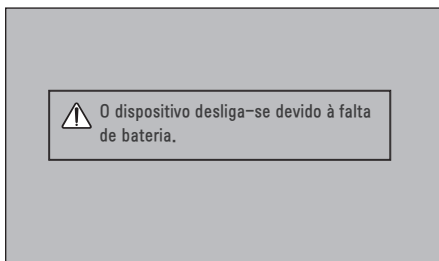 O dispositivo desliga-se devido à falta
de bateria.